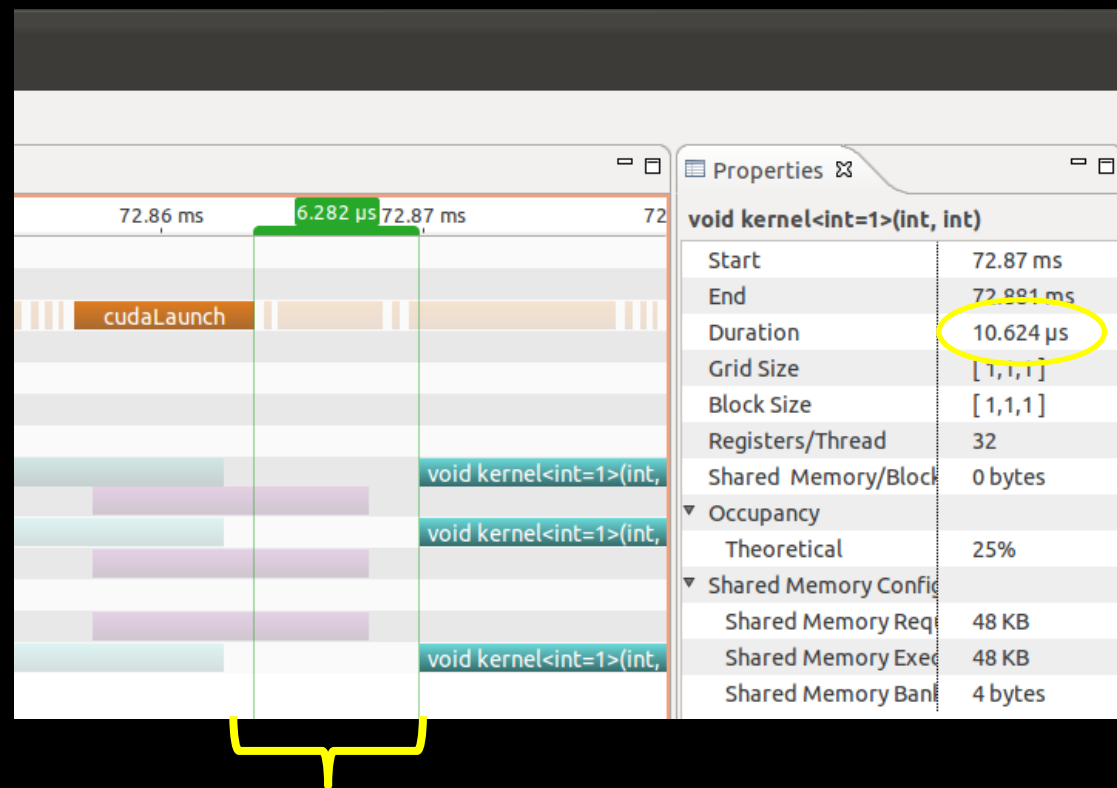 72.86 ms 6.282 µs 72.87 ms 72
cudaLaunch
void kernel<int=1>(int,
void kernel<int=1>(int,
void kernel<int=1>(int,
Properties
void kernel<int=1>(int, int)
Start 72.87 ms
End 72.881 ms
Duration 10.624 µs
Grid Size [ 1,1,1 ]
Block Size [ 1,1,1 ]
Registers/Thread 32
Shared Memory/Block 0 bytes
Occupancy
Theoretical 25%
Shared Memory Config
Shared Memory Requ 48 KB
Shared Memory Exec 48 KB
Shared Memory Bank 4 bytes